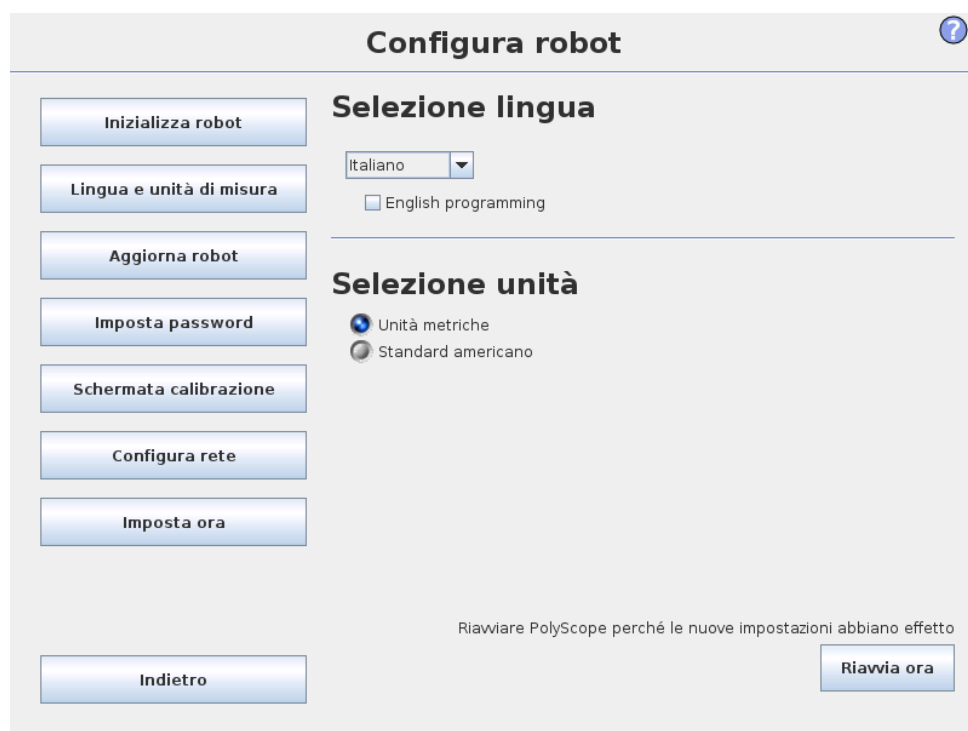 Configura robot
?
Inizializza robot
Lingua e unità di misura
Aggiorna robot
Imposta password
Schermata calibrazione
Configura rete
Imposta ora
Indietro
Selezione lingua
Italiano
English programming
Selezione unità
Unità metriche
Standard americano
Riavviare PolyScope perché le nuove impostazioni abbiano effetto
Riavvia ora